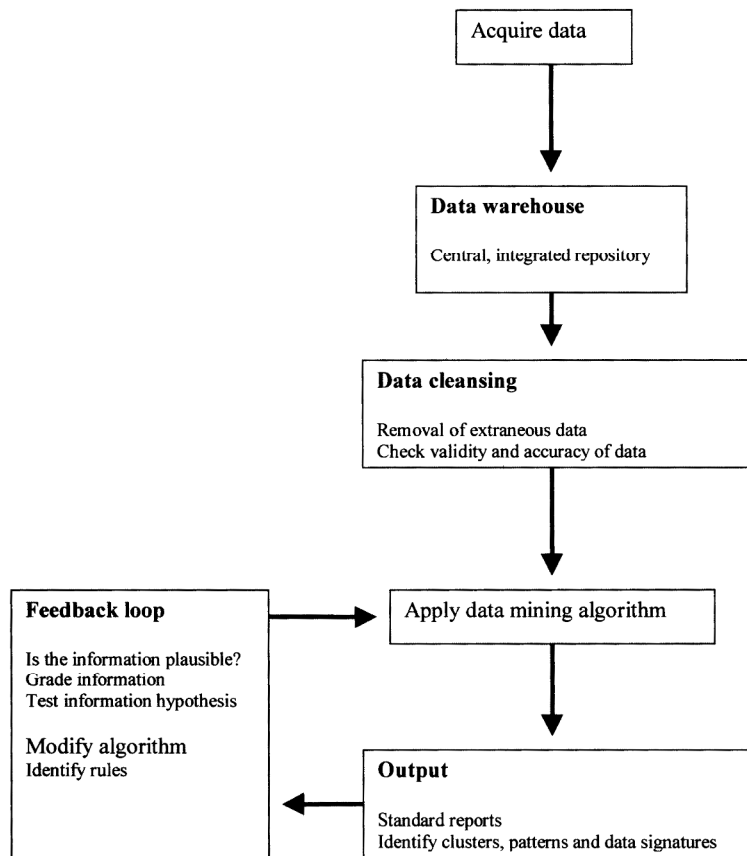 Acquire data
Data warehouse
Central, integrated repository
Data cleansing
Removal of extraneous data
Check validity and accuracy of data
Feedback loop
Is the information plausible?
Grade information
Test information hypothesis
Modify algorithm
Identify rules
Apply data mining algorithm
Output
Standard reports
Identify clusters, patterns and data signatures